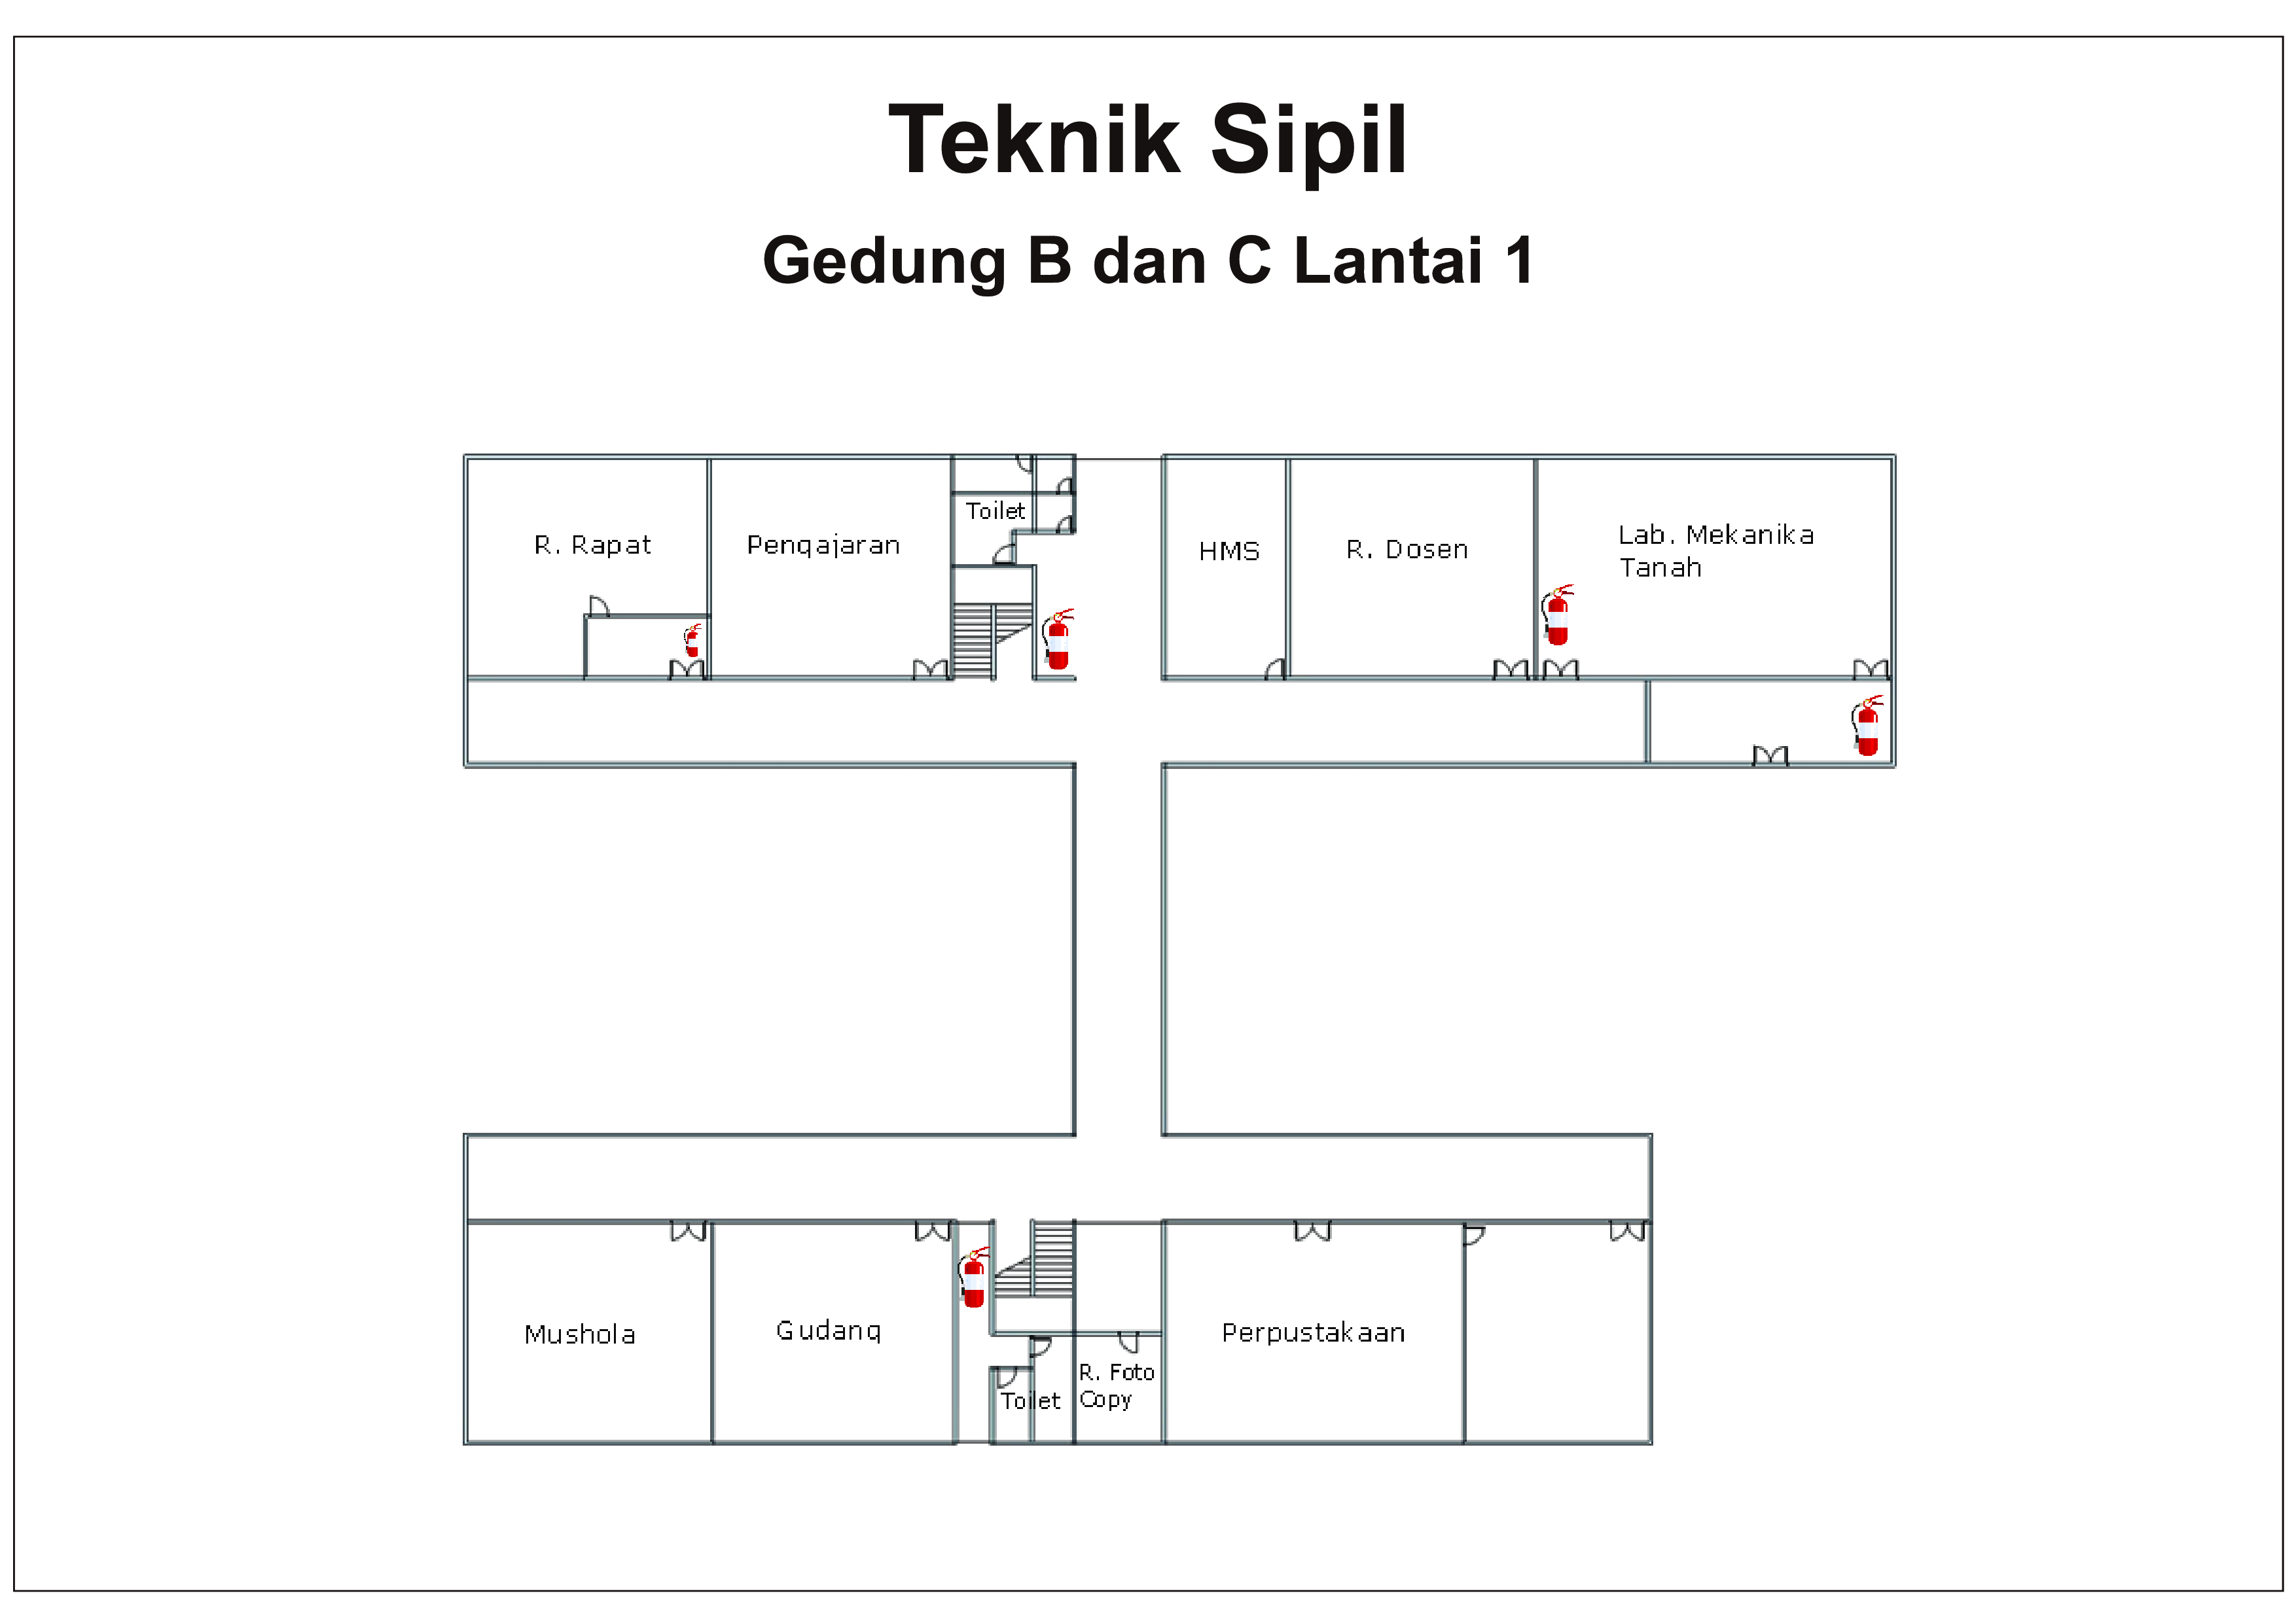 Teknik Sipil
Gedung B dan C Lantai 1
R. Rapat
Pengajaran
Toilet
HMS
R. Dosen
Lab. Mekanika
Tanah
Mushola
Gudang
Toilet
R. Foto
Copy
Perpustakaan